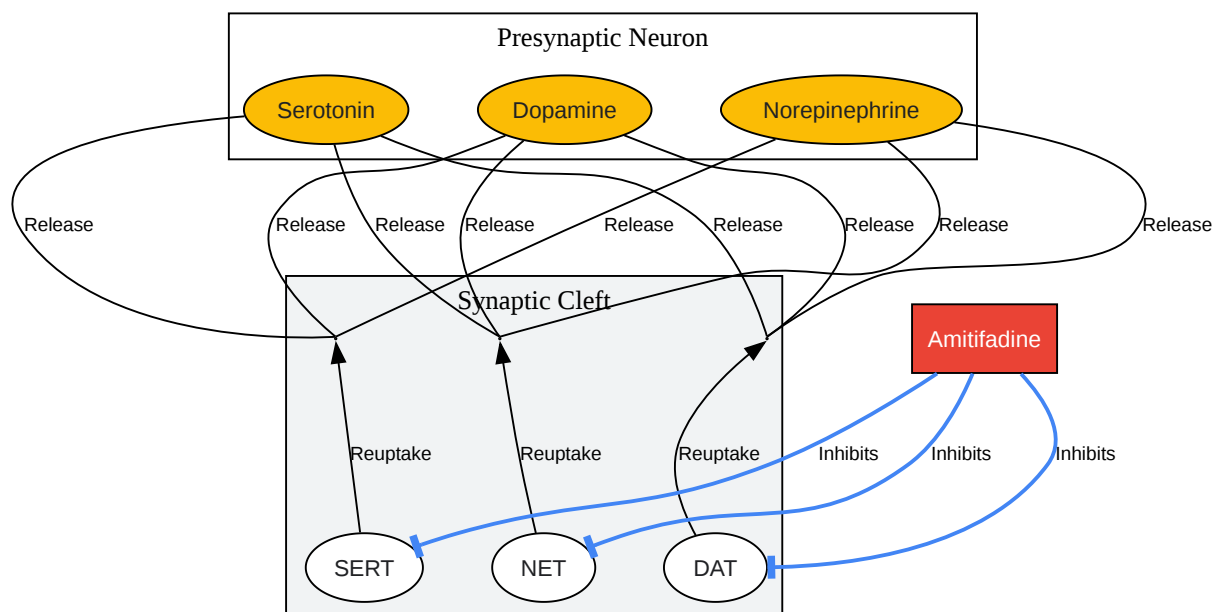 Presynaptic Neuron
Serotonin
Dopamine
Norepinephrine
Release
Release
Release
Release
Release
Release
Release
Release
Release
Synaptic Cleft
Amitifadine
Reuptake
Reuptake
Reuptake
Inhibits
Inhibits
Inhibits
SERT
NET
DAT